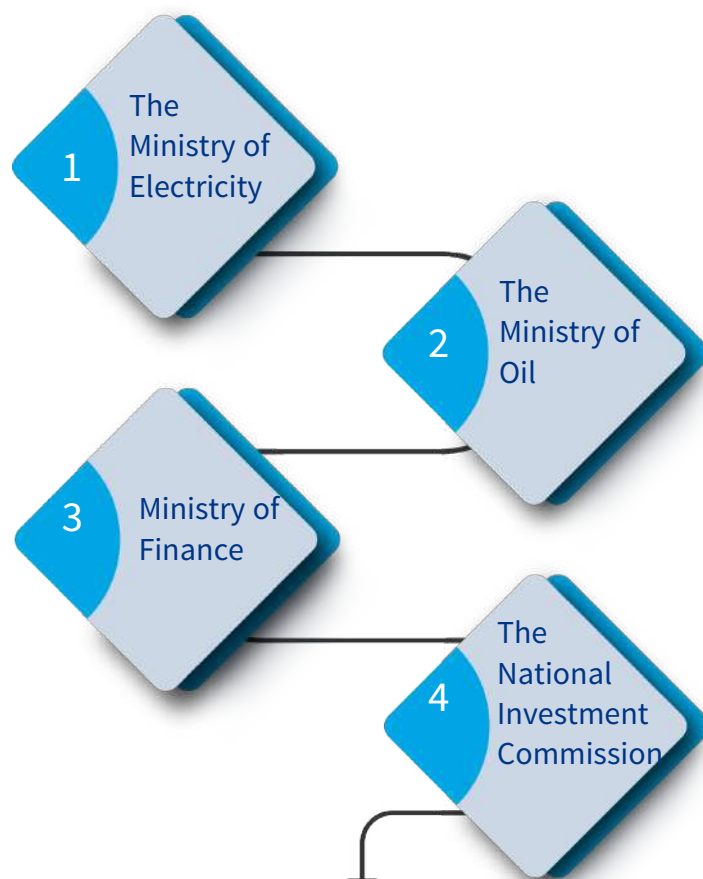 1
The
Ministry of
Electricity
2
The
Ministry of
Oil
3
Ministry of
Finance
4
The
National
Investment
Commission